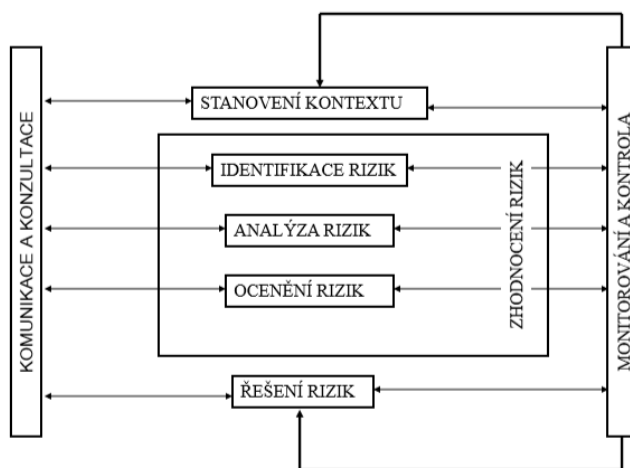 KOMUNIKACE A KONZULTACE
STANOVENÍ KONTEXTU
IDENTIFIKACE RIZIK
ANALÝZA RIZIK
OCENĚNÍ RIZIK
ZHODNOCENÍ RIZIK
ŘEŠENÍ RIZIK
MONITOROVÁNÍ A KONTROLA